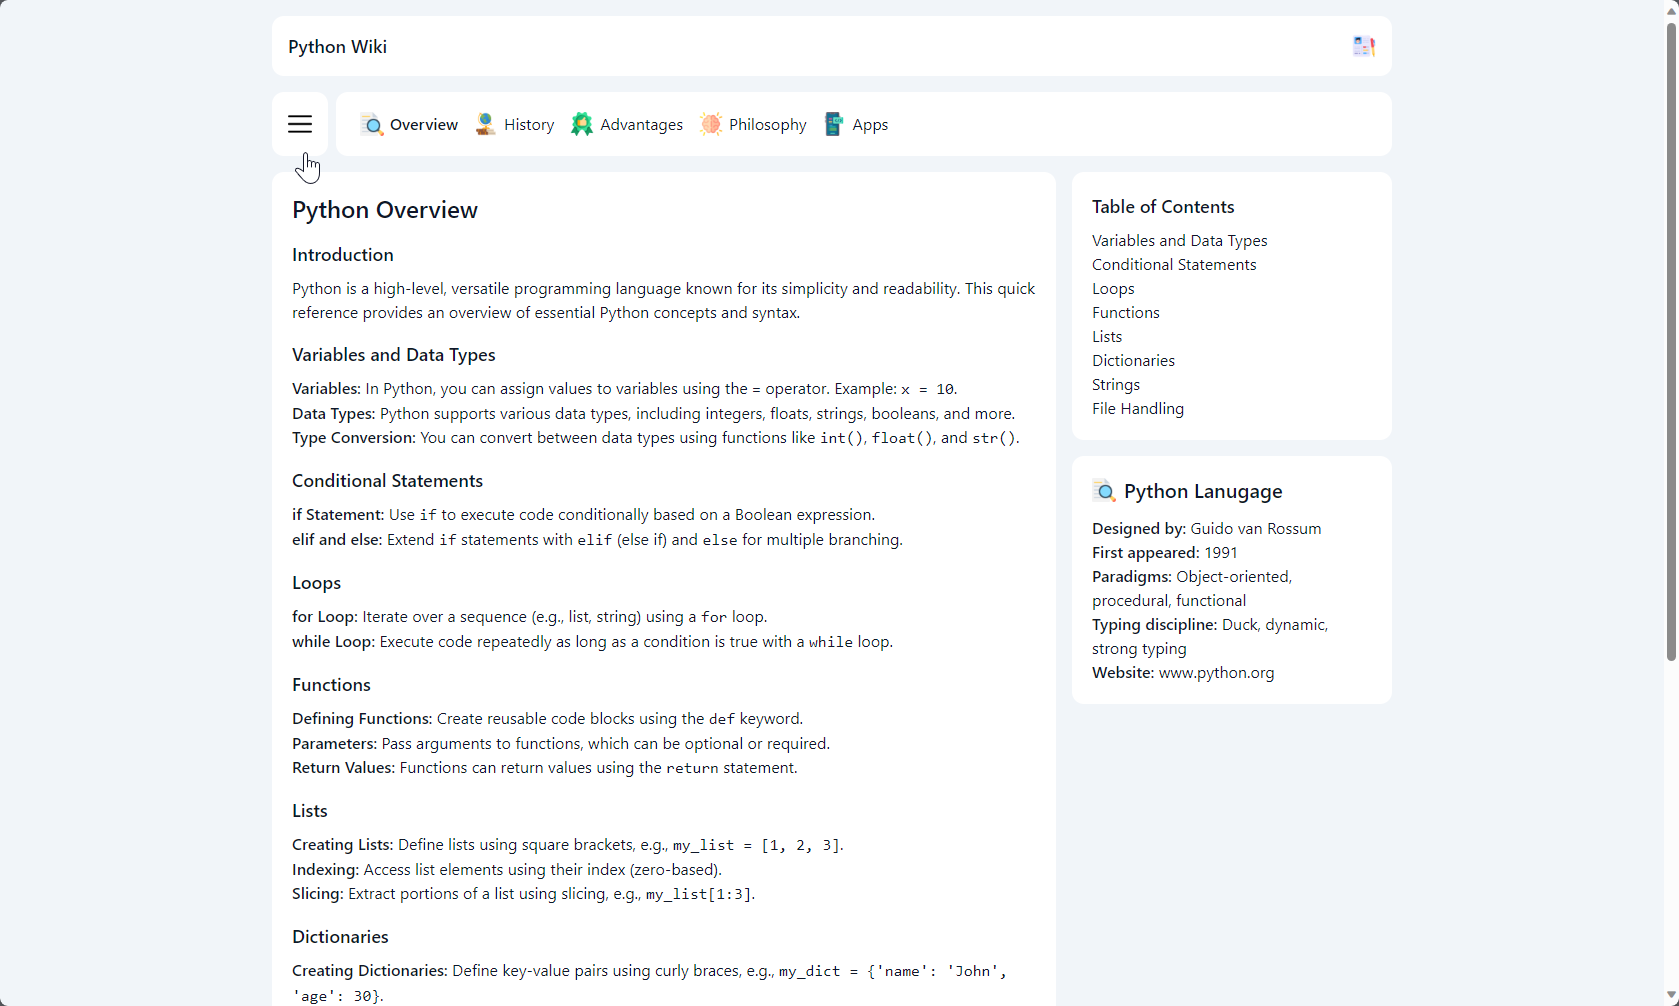 Python Wiki
Overview History Advantages Philosophy Apps
Python Overview
Introduction
Python is a high-level, versatile programming language known for its simplicity and readability. This quick
reference provides an overview of essential Python concepts and syntax.
Variables and Data Types
Variables: In Python, you can assign values to variables using the = operator. Example: x = 10.
Data Types: Python supports various data types, including integers, floats, strings, booleans, and more.
Type Conversion: You can convert between data types using functions like int(), float(), and str().
Conditional Statements
if Statement: Use if to execute code conditionally based on a Boolean expression.
elif and else: Extend if statements with elif (else if) and else for multiple branching.
Loops
for Loop: Iterate over a sequence (e.g., list, string) using a for loop.
while Loop: Execute code repeatedly as long as a condition is true with a while loop.
Functions
Defining Functions: Create reusable code blocks using the def keyword.
Parameters: Pass arguments to functions, which can be optional or required.
Return Values: Functions can return values using the return statement.
Lists
Creating Lists: Define lists using square brackets, e.g., my_list = [1, 2, 3].
Indexing: Access list elements using their index (zero-based).
Slicing: Extract portions of a list using slicing, e.g., my_list[1:3].
Dictionaries
Creating Dictionaries: Define key-value pairs using curly braces, e.g., my_dict = {'name': 'John',
'age': 30}.
Table of Contents
Variables and Data Types
Conditional Statements
Loops
Functions
Lists
Dictionaries
Strings
File Handling
Python Lanugage
Designed by: Guido van Rossum
First appeared: 1991
Paradigms: Object-oriented,
procedural, functional
Typing discipline: Duck, dynamic,
strong typing
Website: www.python.org